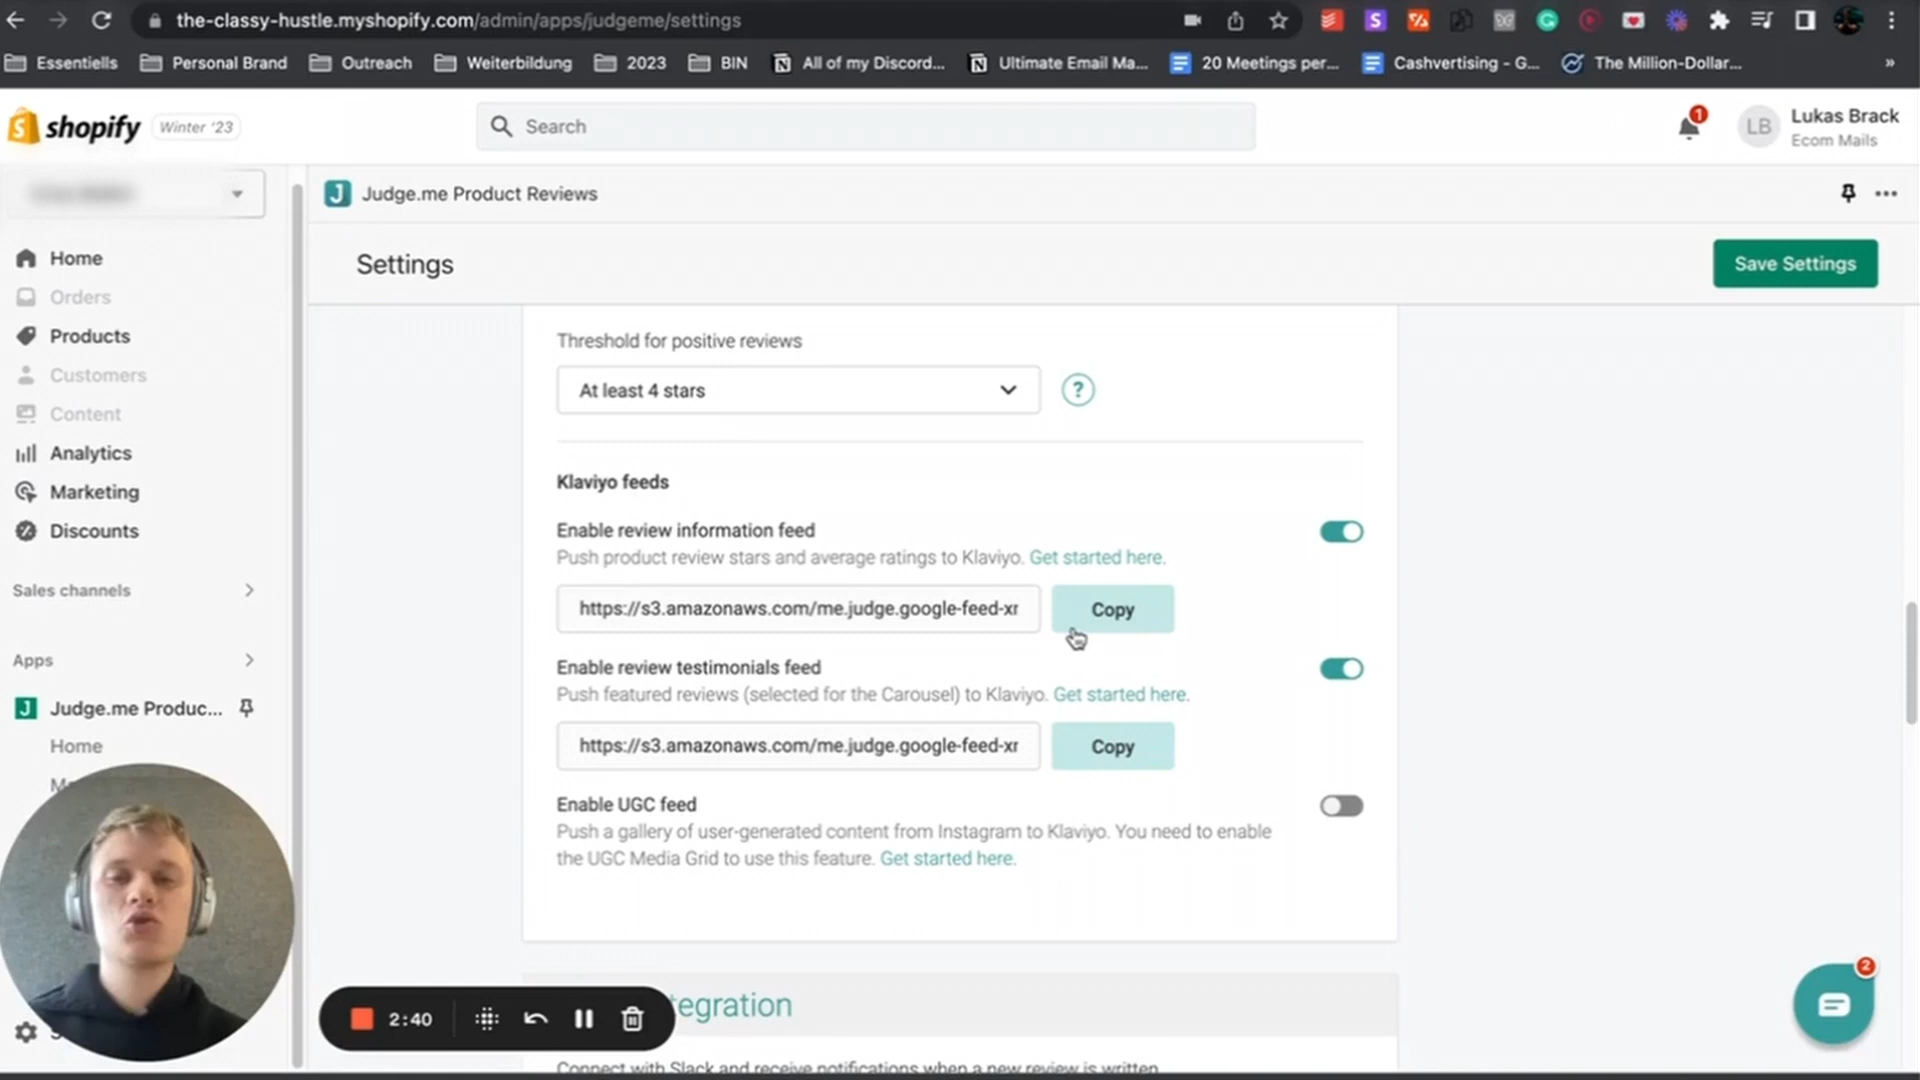 the-classy-hustle.myshopify.com/admin/apps/judgeme/settings
Essentiells
Personal Brand
Outreach
Weiterbildung
2023
BIN
All of my Discord...
Ultimate Email Ma...
20 Meetings per...
Cashvertising - G...
The Million-Dollar...
»
shopify
Winter '23
Search
1
LB
Lukas Brack
Ecom Mails
J
Judge.me Product Reviews
Settings
Save Settings
Home
Orders
Products
Customers
Content
Analytics
Marketing
Discounts
Sales channels
Apps
J
Judge.me Produc...
Home
Threshold for positive reviews
At least 4 stars
?
Klaviyo feeds
Enable review information feed
Push product review stars and average ratings to Klaviyo. Get started here.
https://s3.amazonaws.com/me.judge.google-feed-xr
Copy
Enable review testimonials feed
Push featured reviews (selected for the Carousel) to Klaviyo. Get started here.
https://s3.amazonaws.com/me.judge.google-feed-xr
Copy
Enable UGC feed
Push a gallery of user-generated content from Instagram to Klaviyo. You need to enable
the UGC Media Grid to use this feature. Get started here.
2:40
tegration
Connect with Slack and receive notifications when a new review is written
2